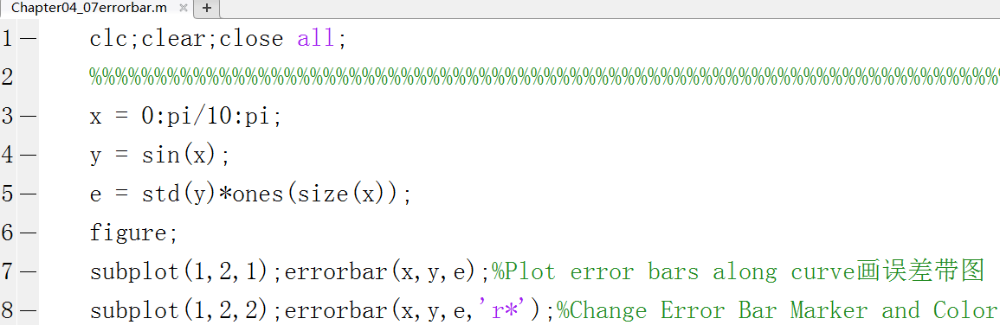 Chapter04_07errorbar.m × +
1 — clc;clear;close all;
2 %%%%%%%%%%%%%%%%%%%%%%%%%%%%%%%%%%%%%%%%%%%%%%%%%%%%%%%%%%%%%%%%%%%%%%%%
3 — x = 0:pi/10:pi;
4 — y = sin(x);
5 — e = std(y)*ones(size(x));
6 — figure;
7 — subplot(1,2,1);errorbar(x,y,e);%Plot error bars along curve画误差带图
8 — subplot(1,2,2);errorbar(x,y,e,'r*');%Change Error Bar Marker and Color